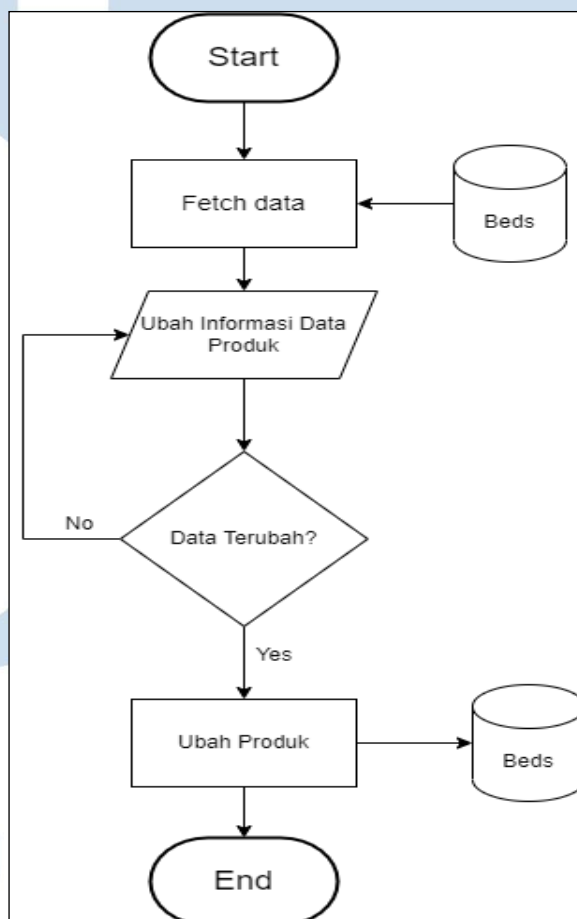 Start
Fetch data
Beds
Ubah Informasi Data
Produk
No
Data Terubah?
Yes
Ubah Produk
Beds
End